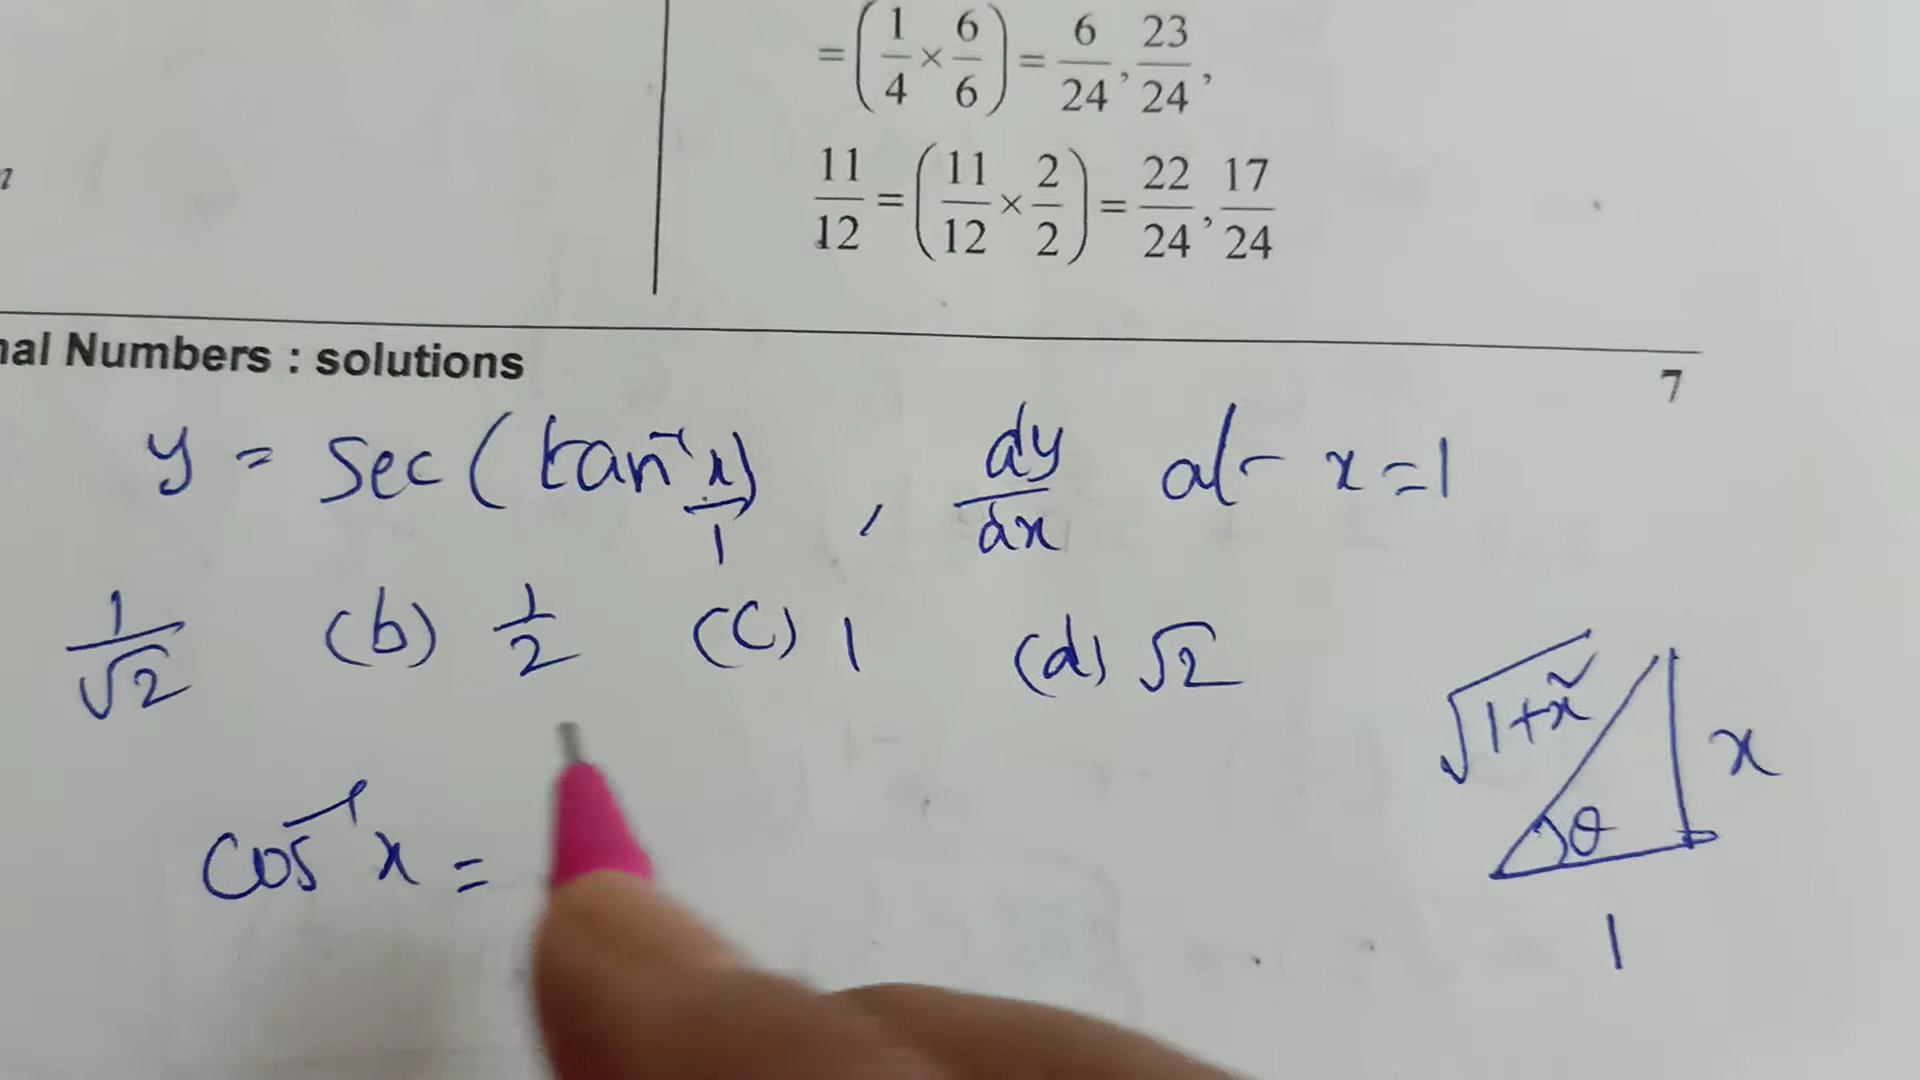 = (1/4 × 6/6) = 6/24, 23/24,
11/12 = (11/12 × 2/2) = 22/24, 17/24
nal Numbers : solutions
7
y = sec(tan⁻¹ x/1), dy/dx at x = 1
1/√2 (b) 1/2 (c) 1 (d) √2
√1+x² x
θ
cos⁻¹ x =
1